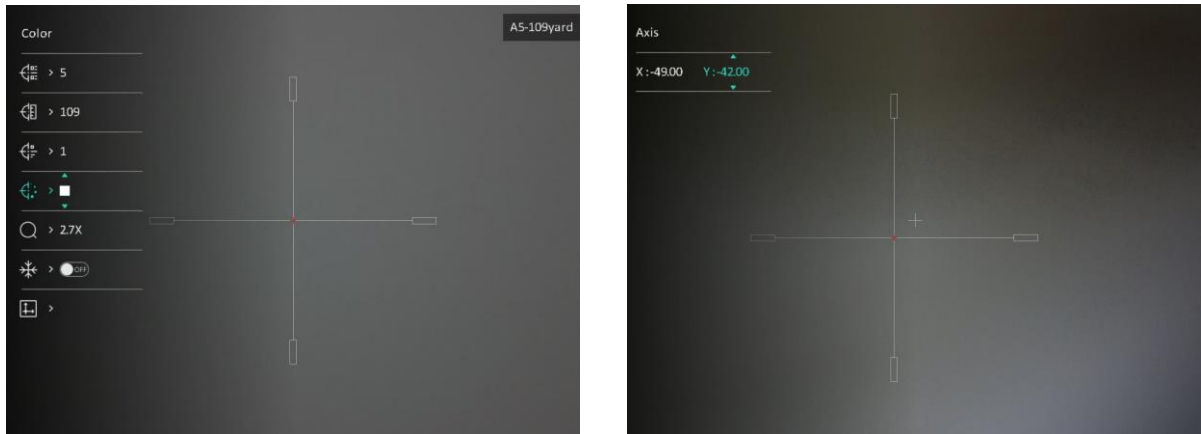 Color
A5-109yard
> 5
> 109
> 1
>
> 2.7X
> OFF
>
Axis
X :-49.00 Y :-42.00